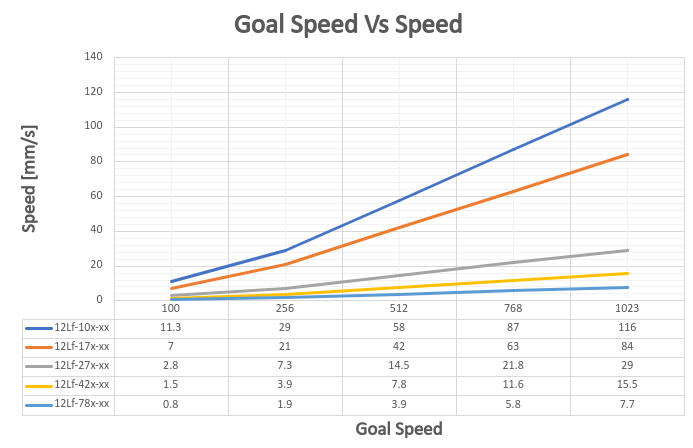 Goal Speed Vs Speed
Speed [mm/s]
140
120
100
80
60
40
20
0
100 256 512 768 1023
12Lf-10x-xx 11.3 29 58 87 116
12Lf-17x-xx 7 21 42 63 84
12Lf-27x-xx 2.8 7.3 14.5 21.8 29
12Lf-42x-xx 1.5 3.9 7.8 11.6 15.5
12Lf-78x-xx 0.8 1.9 3.9 5.8 7.7
Goal Speed